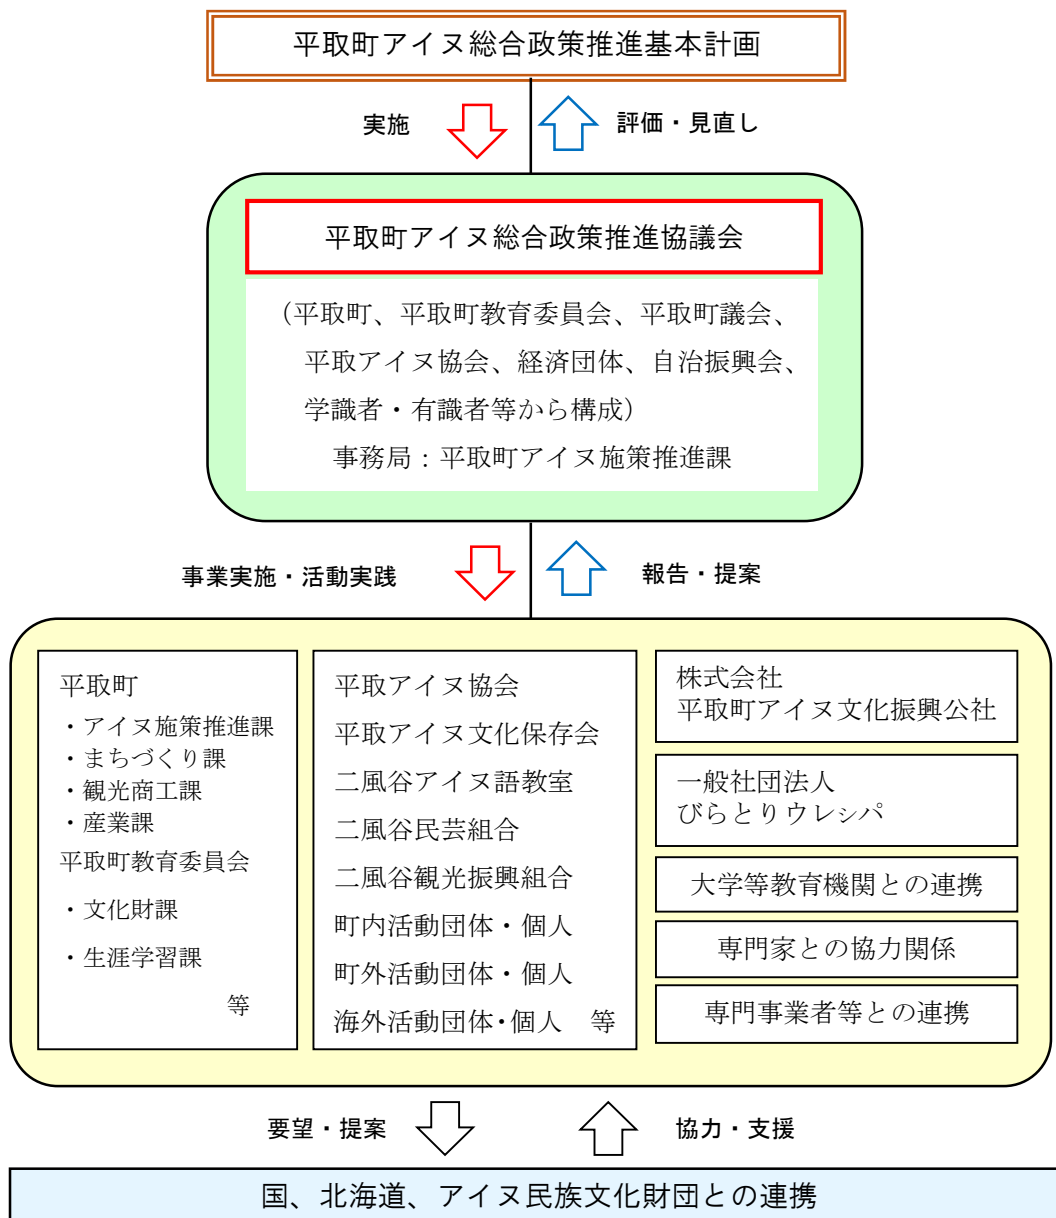 平取町アイヌ総合政策推進基本計画
実施
評価・見直し
平取町アイヌ総合政策推進協議会
（平取町、平取町教育委員会、平取町議会、
平取アイヌ協会、経済団体、自治振興会、
学識者・有識者等から構成）
事務局：平取町アイヌ施策推進課
事業実施・活動実践
報告・提案
平取町
・アイヌ施策推進課
・まちづくり課
・観光商工課
・産業課
平取町教育委員会
・文化財課
・生涯学習課
等
平取アイヌ協会
平取アイヌ文化保存会
二風谷アイヌ語教室
二風谷民芸組合
二風谷観光振興組合
町内活動団体・個人
町外活動団体・個人
海外活動団体・個人　等
株式会社
平取町アイヌ文化振興公社
一般社団法人
びらとりウレㇱパ
大学等教育機関との連携
専門家との協力関係
専門事業者等との連携
要望・提案
協力・支援
国、北海道、アイヌ民族文化財団との連携